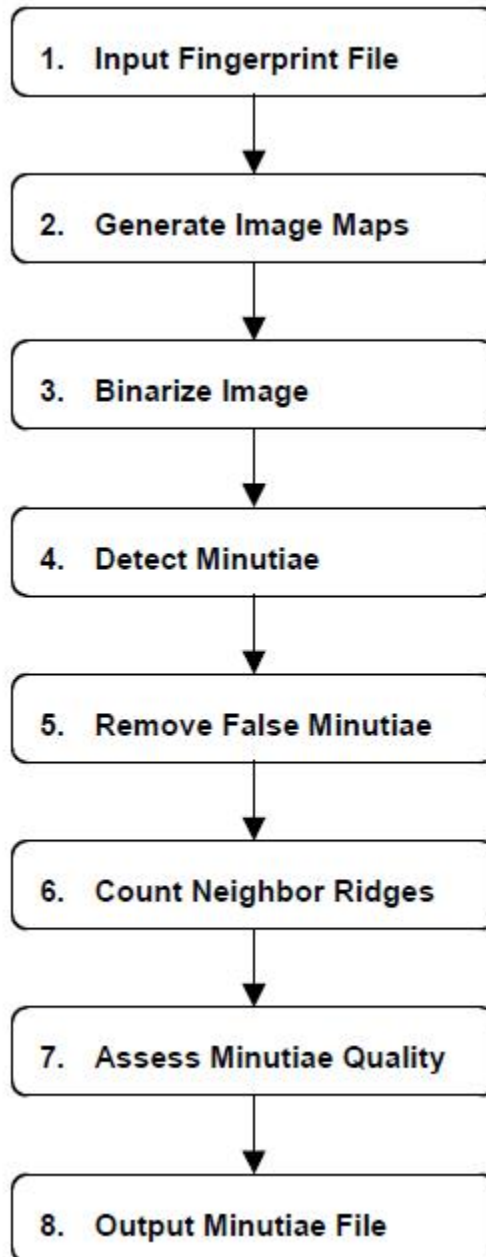 1. Input Fingerprint File
2. Generate Image Maps
3. Binarize Image
4. Detect Minutiae
5. Remove False Minutiae
6. Count Neighbor Ridges
7. Assess Minutiae Quality
8. Output Minutiae File